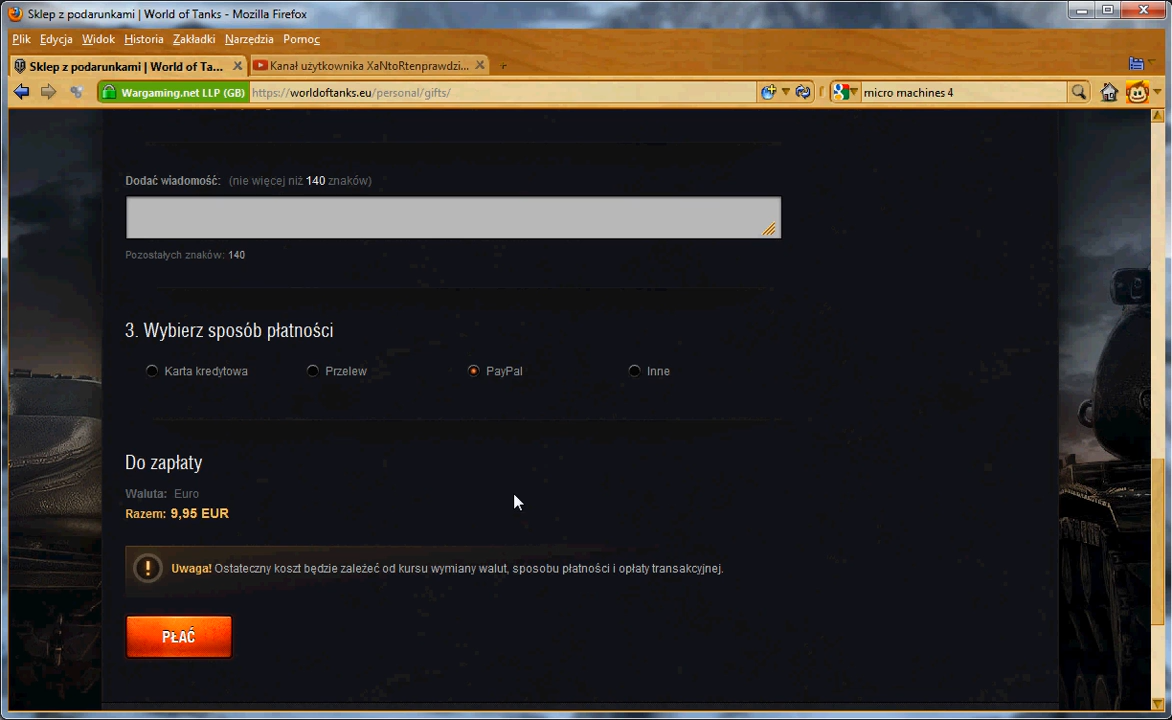 Sklep z podarunkami | World of Tanks - Mozilla Firefox
Plik Edycja Widok Historia Zakładki Narzędzia Pomoc
Sklep z podarunkami | World of Ta... Kanał użytkownika XaNtoRtenprawdzi...
Wargaming.net LLP (GB) https://worldoftanks.eu/personal/gifts/ micro machines 4
Dodać wiadomość: (nie więcej niż 140 znaków)
Pozostałych znaków: 140
3. Wybierz sposób płatności
Karta kredytowa Przelew PayPal Inne
Do zapłaty
Waluta: Euro
Razem: 9,95 EUR
Uwaga! Ostateczny koszt będzie zależeć od kursu wymiany walut, sposobu płatności i opłaty transakcyjnej.
PŁAĆ